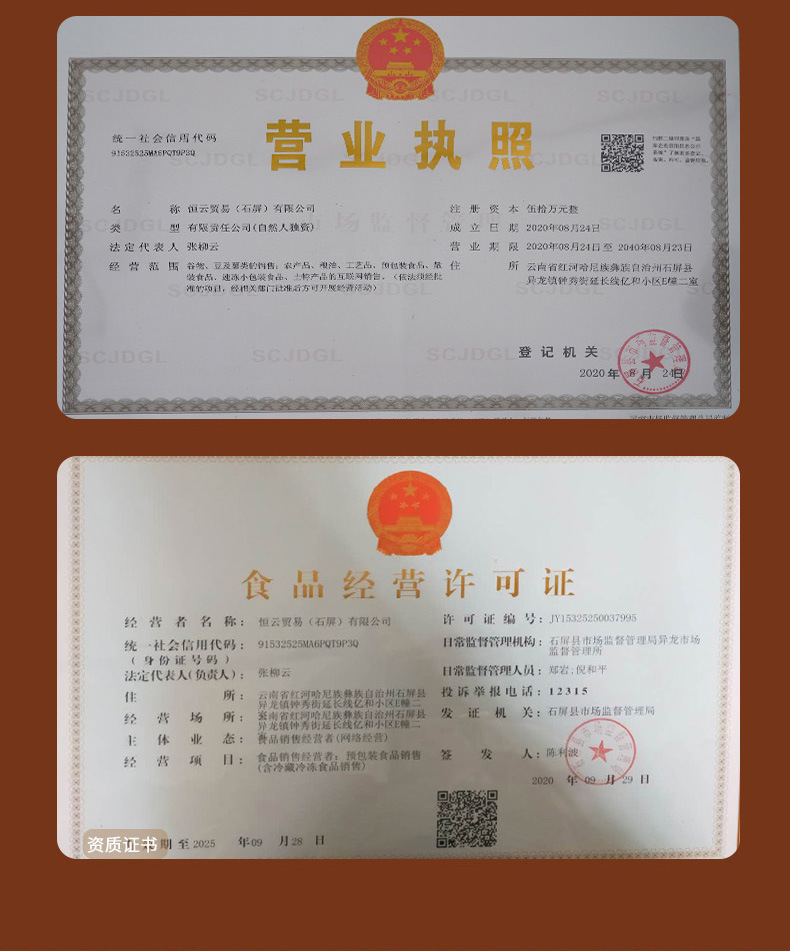 营业执照
统一社会信用代码
91532525MA6PQT9P3Q
名称 恒云贸易（石屏）有限公司
类型 有限责任公司(自然人独资)
法定代表人 张柳云
经营范围 谷物、豆及薯类的销售；农产品、粮油、工艺品、预包装食品、散
装食品、速冻小包装食品、土特产品的互联网销售。（依法须经批
准的项目，经相关部门批准后方可开展经营活动）
注册资本 伍拾万元整
成立日期 2020年08月24日
营业期限 2020年08月24日至 2040年08月23日
住所 云南省红河哈尼族彝族自治州石屏县
异龙镇钟秀街延长线亿和小区E幢二室
登记机关
2020 年 8 月 24日
SCJDGL
食品经营许可证
经营者名称： 恒云贸易（石屏）有限公司
统一社会信用代码： 91532525MA6PQT9P3Q
(身份证号码)
法定代表人(负责人)： 张柳云
住所： 云南省红河哈尼族彝族自治州石屏县
异龙镇钟秀街延长线亿和小区E幢二
经营场所： 云南省红河哈尼族彝族自治州石屏县
异龙镇钟秀街延长线亿和小区E幢二
主体业态： 食品销售经营者(网络经营)
经营项目： 食品销售经营者：预包装食品销售
(含冷藏冷冻食品销售)
许可证编号： JY15325250037995
日常监督管理机构： 石屏县市场监督管理局异龙市场
监督管理所
日常监督管理人员： 郑岩;倪和平
投诉举报电话：12315
发证机关： 石屏县市场监督管理局
签发人： 陈利波
2020 年 09 月 29 日
期至 2025 年 09 月 28 日
资质证书